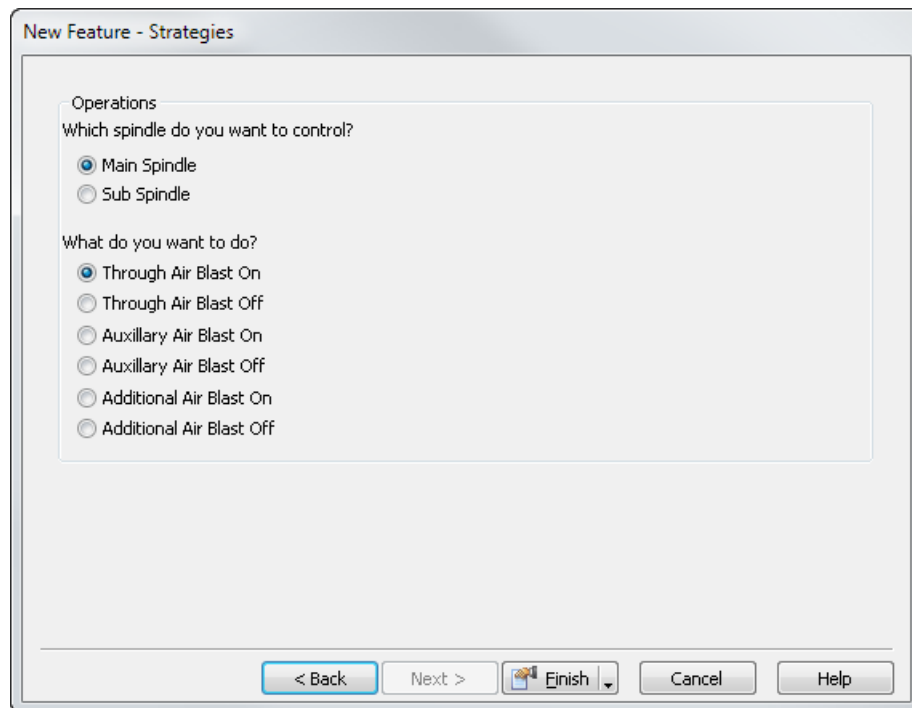 New Feature - Strategies
Operations
Which spindle do you want to control?
Main Spindle
Sub Spindle
What do you want to do?
Through Air Blast On
Through Air Blast Off
Auxillary Air Blast On
Auxillary Air Blast Off
Additional Air Blast On
Additional Air Blast Off
< Back Next > Finish Cancel Help